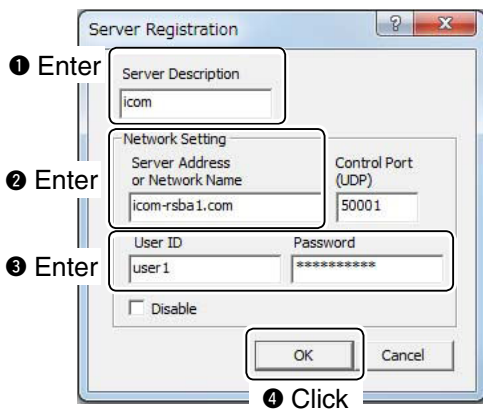 Server Registration
❶ Enter
Server Description
icom
Network Setting
❷ Enter
Server Address
or Network Name
Control Port
(UDP)
icom-rsba1.com
50001
❸ Enter
User ID
Password
user1
**********
Disable
OK
Cancel
❹ Click